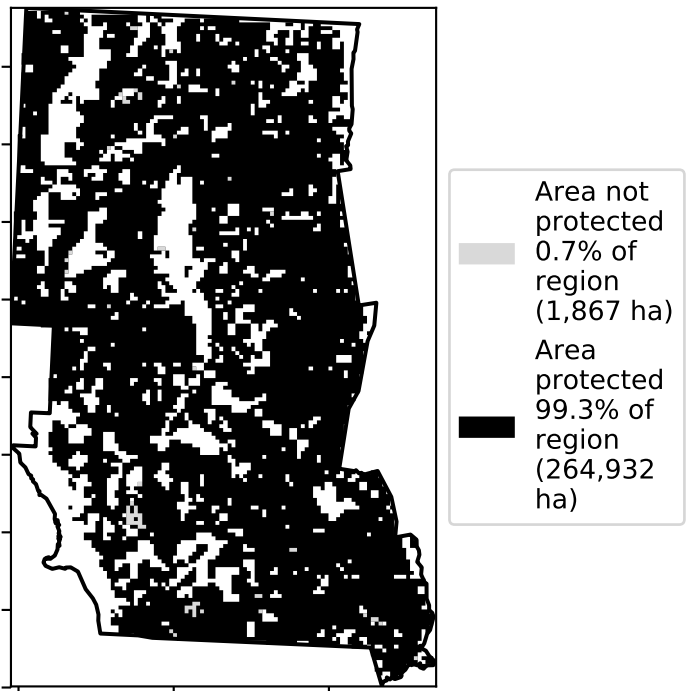 Area not
protected
0.7% of
region
(1,867 ha)
Area
protected
99.3% of
region
(264,932
ha)